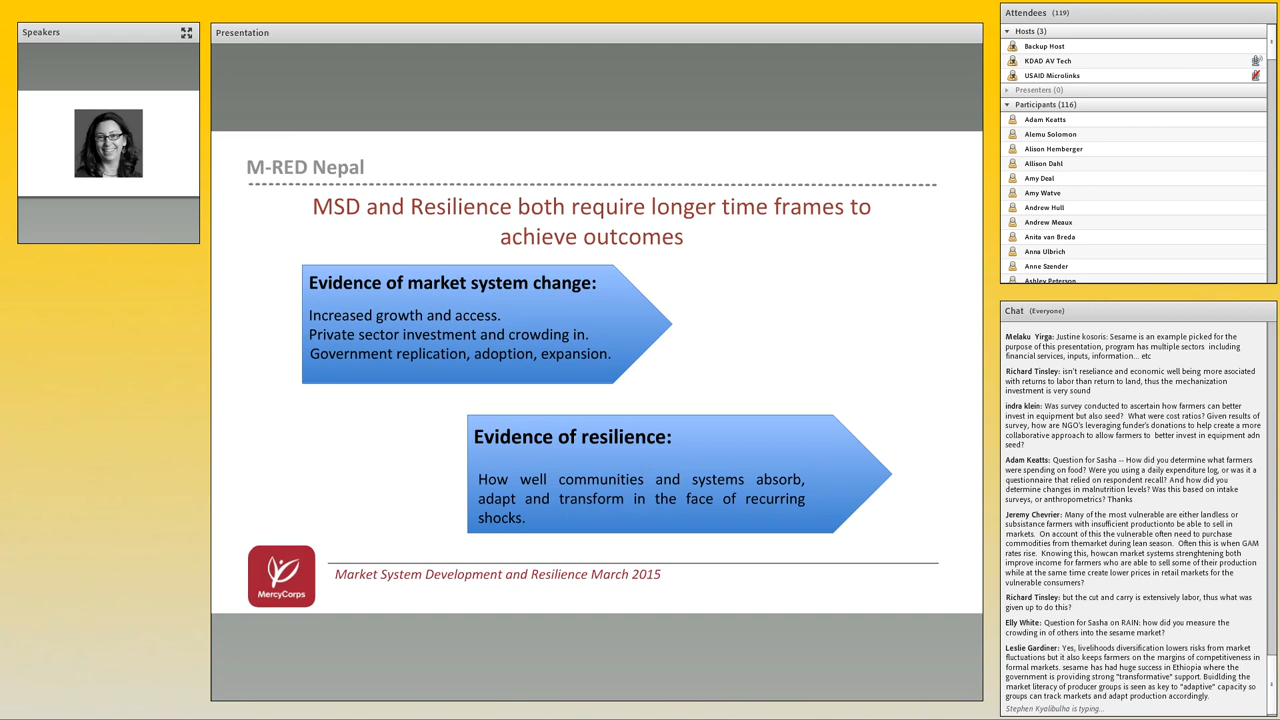 Speakers
Presentation
M-RED Nepal
MSD and Resilience both require longer time frames to
achieve outcomes
Evidence of market system change:
Increased growth and access.
Private sector investment and crowding in.
Government replication, adoption, expansion.
Evidence of resilience:
How well communities and systems absorb,
adapt and transform in the face of recurring
shocks.
MercyCorps
Market System Development and Resilience March 2015
Attendees (119)
Hosts (3)
Backup Host
KDAD AV Tech
USAID Microlinks
Presenters (0)
Participants (116)
Adam Keatts
Alemu Solomon
Alison Hemberger
Allison Dahl
Amy Deal
Amy Watve
Andrew Hull
Andrew Meaux
Anita van Breda
Anna Ulbrich
Anne Szender
Ashley Peterson
Chat (Everyone)
Melaku Yirga: Justine kosoris: Sesame is an example picked for the
purpose of this presentation, program has multiple sectors including
financial services, inputs, information... etc
Richard Tinsley: isn't reseliance and economic well being more asociated
with returns to labor than return to land, thus the mechanization
investment is very sound
indra klein: Was survey conducted to ascertain how farmers can better
invest in equipment but also seed? What were cost ratios? Given results of
survey, how are NGO's leveraging funder's donations to help create a more
collaborative approach to allow farmers to better invest in equipment adn
seed?
Adam Keatts: Question for Sasha -- How did you determine what farmers
were spending on food? Were you using a daily expenditure log, or was it a
questionnaire that relied on respondent recall? And how did you
determine changes in malnutrition levels? Was this based on intake
surveys, or anthropometrics? Thanks
Jeremy Chevrier: Many of the most vulnerable are either landless or
subsistance farmers with insufficient productionto be able to sell in
markets. On account of this the vulnerable often need to purchase
commodities from themarket during lean season. Often this is when GAM
rates rise. Knowing this, howcan market systems strenghtening both
improve income for farmers who are able to sell some of their production
while at the same time create lower prices in retail markets for the
vulnerable consumers?
Richard Tinsley: but the cut and carry is extensively labor, thus what was
given up to do this?
Elly White: Question for Sasha on RAIN: how did you measure the
crowding in of others into the sesame market?
Leslie Gardiner: Yes, livelihoods diversification lowers risks from market
fluctuations but it also keeps farmers on the margins of competitiveness in
formal markets. sesame has had huge success in Ethiopia where the
government is providing strong "transformative" support. Buidlding the
market literacy of producer groups is seen as key to "adaptive" capacity so
groups can track markets and adapt production accordingly.
Stephen Kyalibulha is typing...